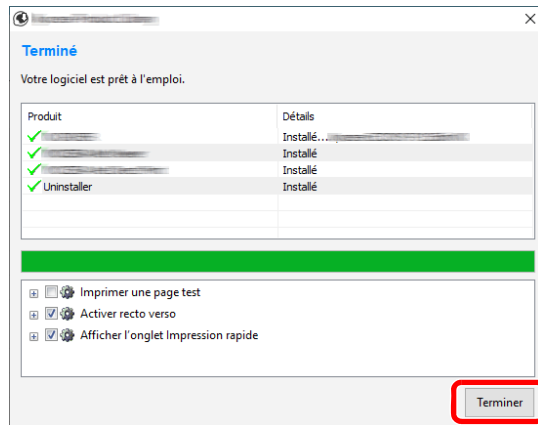 Terminé
Votre logiciel est prêt à l'emploi.
Produit Détails
Installé...
Installé
Installé
Uninstaller Installé
Imprimer une page test
Activer recto verso
Afficher l'onglet Impression rapide
Terminer